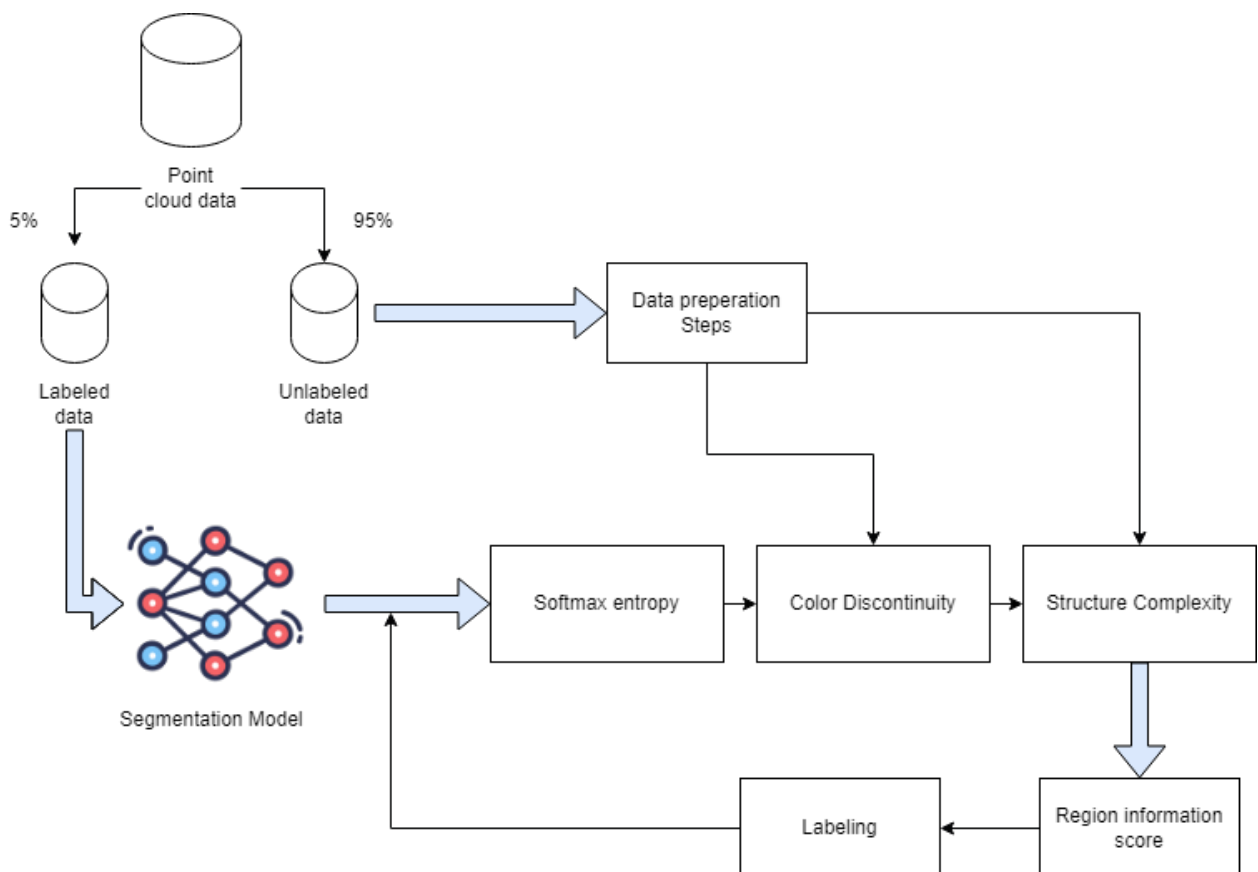 Point
cloud data
5%
95%
Labeled
data
Unlabeled
data
Data preperation
Steps
Softmax entropy
Color Discontinuity
Structure Complexity
Segmentation Model
Labeling
Region information
score